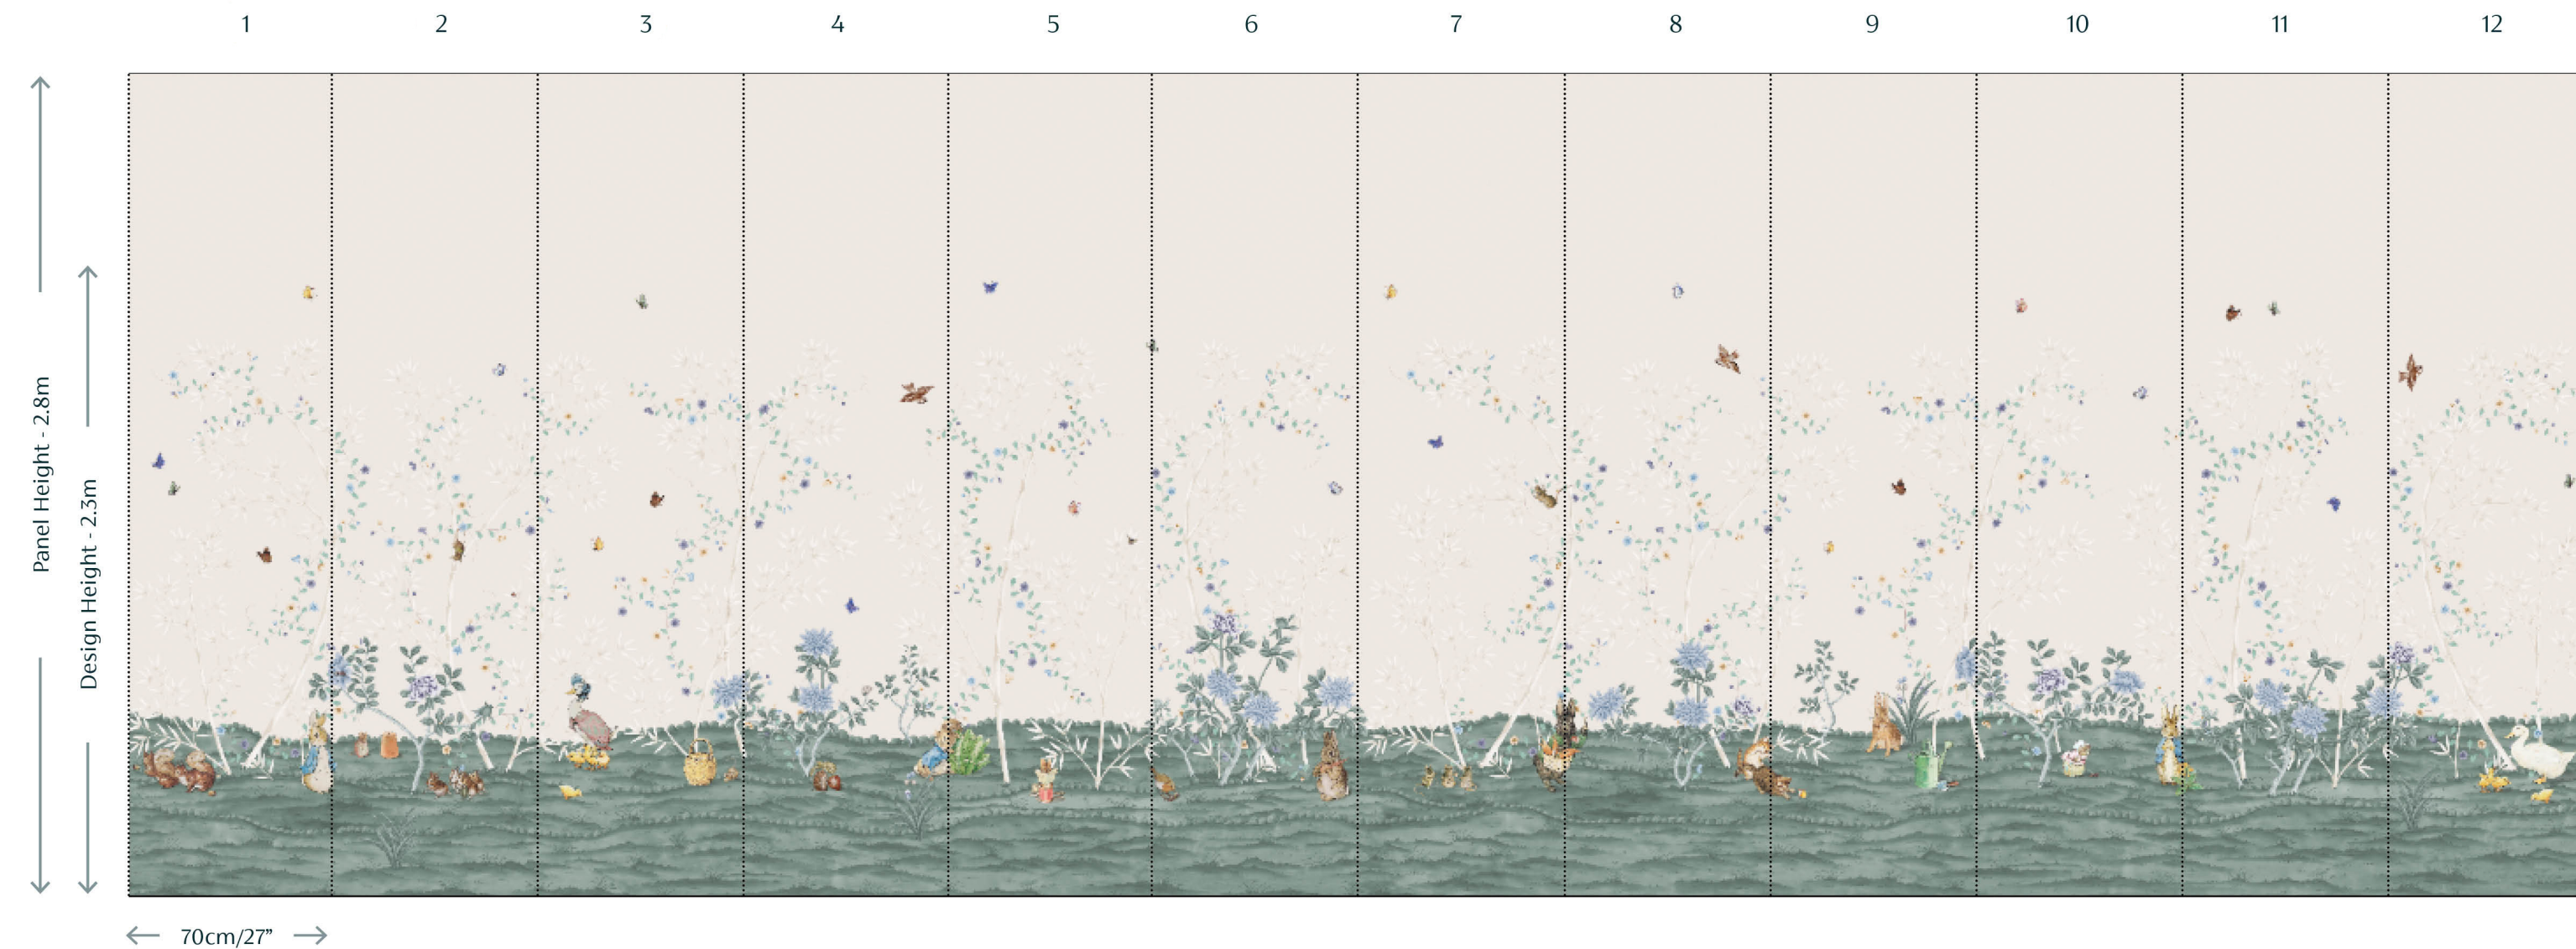 1 2 3 4 5 6 7 8 9 10 11 12
Panel Height - 2.8m
Design Height - 2.3m
70cm/27”